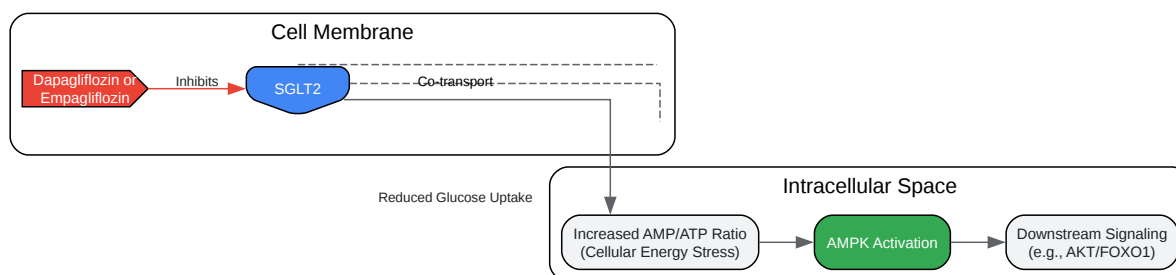 Cell Membrane
Dapagliflozin or
Empagliflozin
Inhibits
SGLT2
Co-transport
Reduced Glucose Uptake
Intracellular Space
Increased AMP/ATP Ratio
(Cellular Energy Stress)
AMPK Activation
Downstream Signaling
(e.g., AKT/FOXO1)